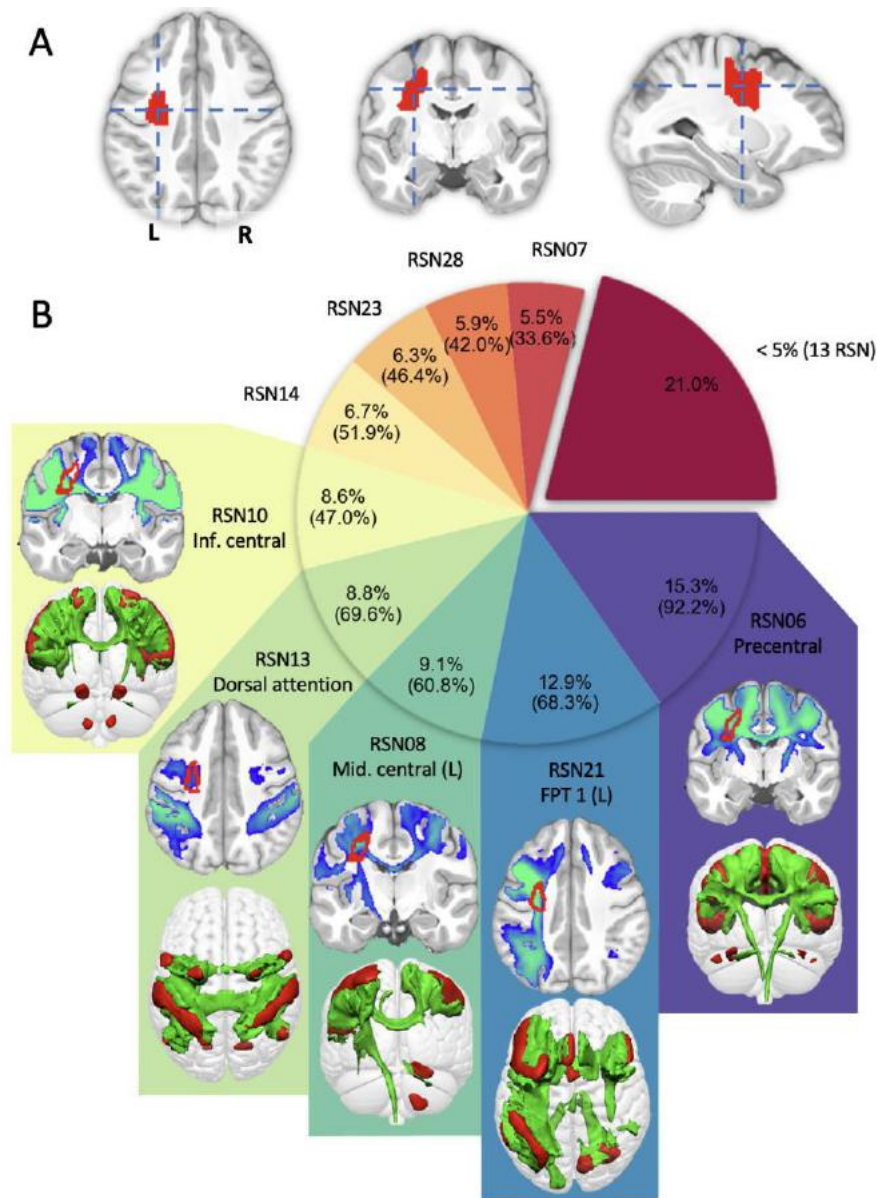 A
L
R
B
RSN07
RSN28
RSN23
RSN14
5.5%
(33.6%)
5.9%
(42.0%)
6.3%
(46.4%)
6.7%
(51.9%)
21.0%
< 5% (13 RSN)
RSN10
Inf. central
8.6%
(47.0%)
RSN13
Dorsal attention
8.8%
(69.6%)
RSN08
Mid. central (L)
9.1%
(60.8%)
RSN21
FPT 1 (L)
12.9%
(68.3%)
RSN06
Precentral
15.3%
(92.2%)